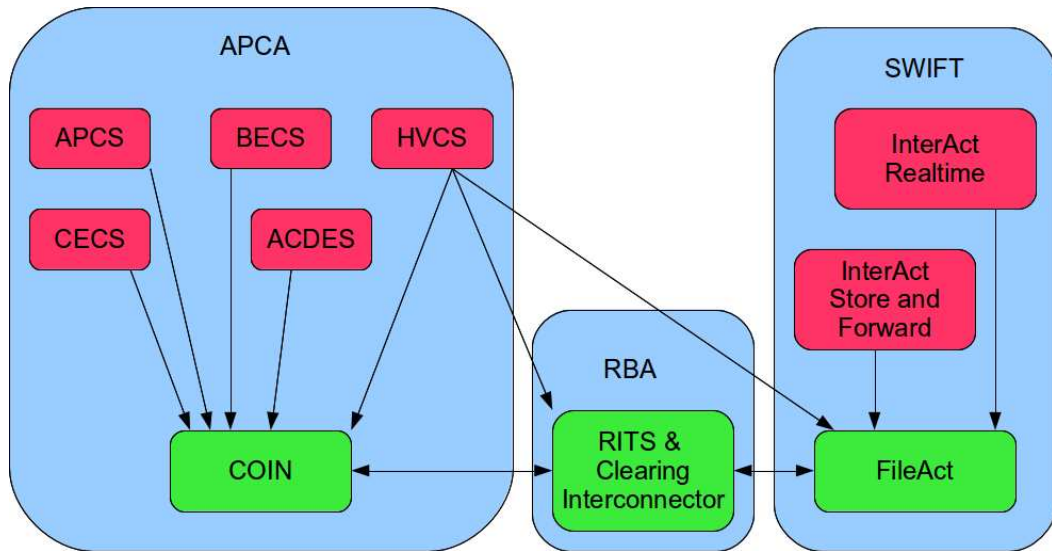 APCA
APCS
BECS
HVCS
CECS
ACDES
COIN
RBA
RITS &
Clearing
Interconnector
SWIFT
InterAct
Realtime
InterAct
Store and
Forward
FileAct